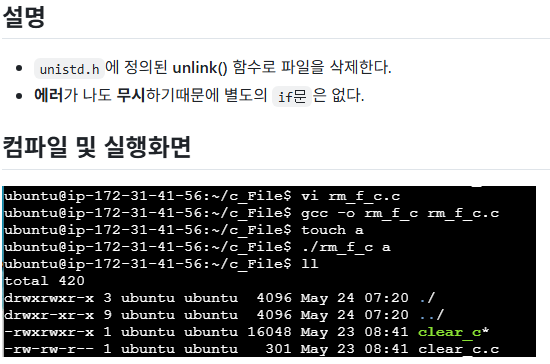 설명
unistd.h에 정의된 unlink() 함수로 파일을 삭제한다.
에러가 나도 무시하기때문에 별도의 if문은 없다.
컴파일 및 실행화면
ubuntu@ip-172-31-41-56:~/c_File$ vi rm_f_c.c
ubuntu@ip-172-31-41-56:~/c_File$ gcc -o rm_f_c rm_f_c.c
ubuntu@ip-172-31-41-56:~/c_File$ touch a
ubuntu@ip-172-31-41-56:~/c_File$ ./rm_f_c a
ubuntu@ip-172-31-41-56:~/c_File$ ll
total 420
drwxrwxr-x 3 ubuntu ubuntu  4096 May 24 07:20 ./
drwxr-xr-x 9 ubuntu ubuntu  4096 May 24 07:20 ../
-rwxrwxr-x 1 ubuntu ubuntu 16048 May 23 08:41 clear_c*
-rw-rw-r-- 1 ubuntu ubuntu   301 May 23 08:41 clear_c.c